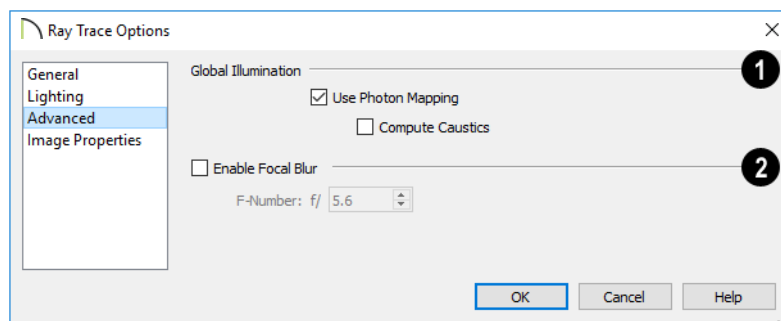 Ray Trace Options
General
Lighting
Advanced
Image Properties
Global Illumination
1
Use Photon Mapping
Compute Caustics
Enable Focal Blur
2
F-Number: f/ 5.6
OK
Cancel
Help